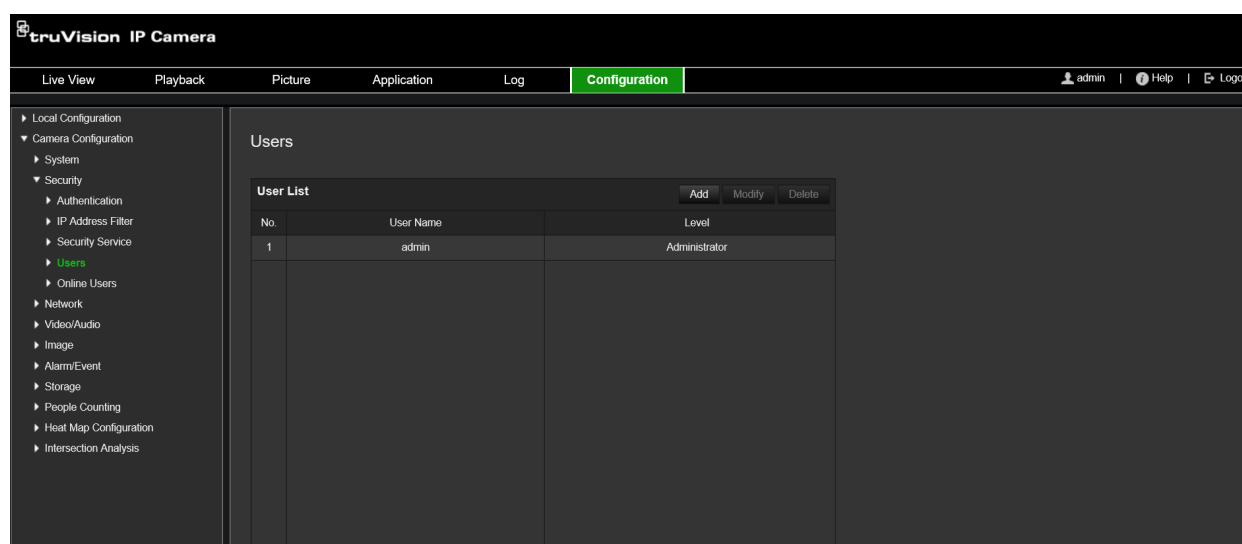 truVision IP Camera
Live View Playback Picture Application Log Configuration admin | Help | Logo
Local Configuration
Camera Configuration
System
Security
Authentication
IP Address Filter
Security Service
Users
Online Users
Network
Video/Audio
Image
Alarm/Event
Storage
People Counting
Heat Map Configuration
Intersection Analysis
Users
User List Add Modify Delete
No. User Name Level
1 admin Administrator